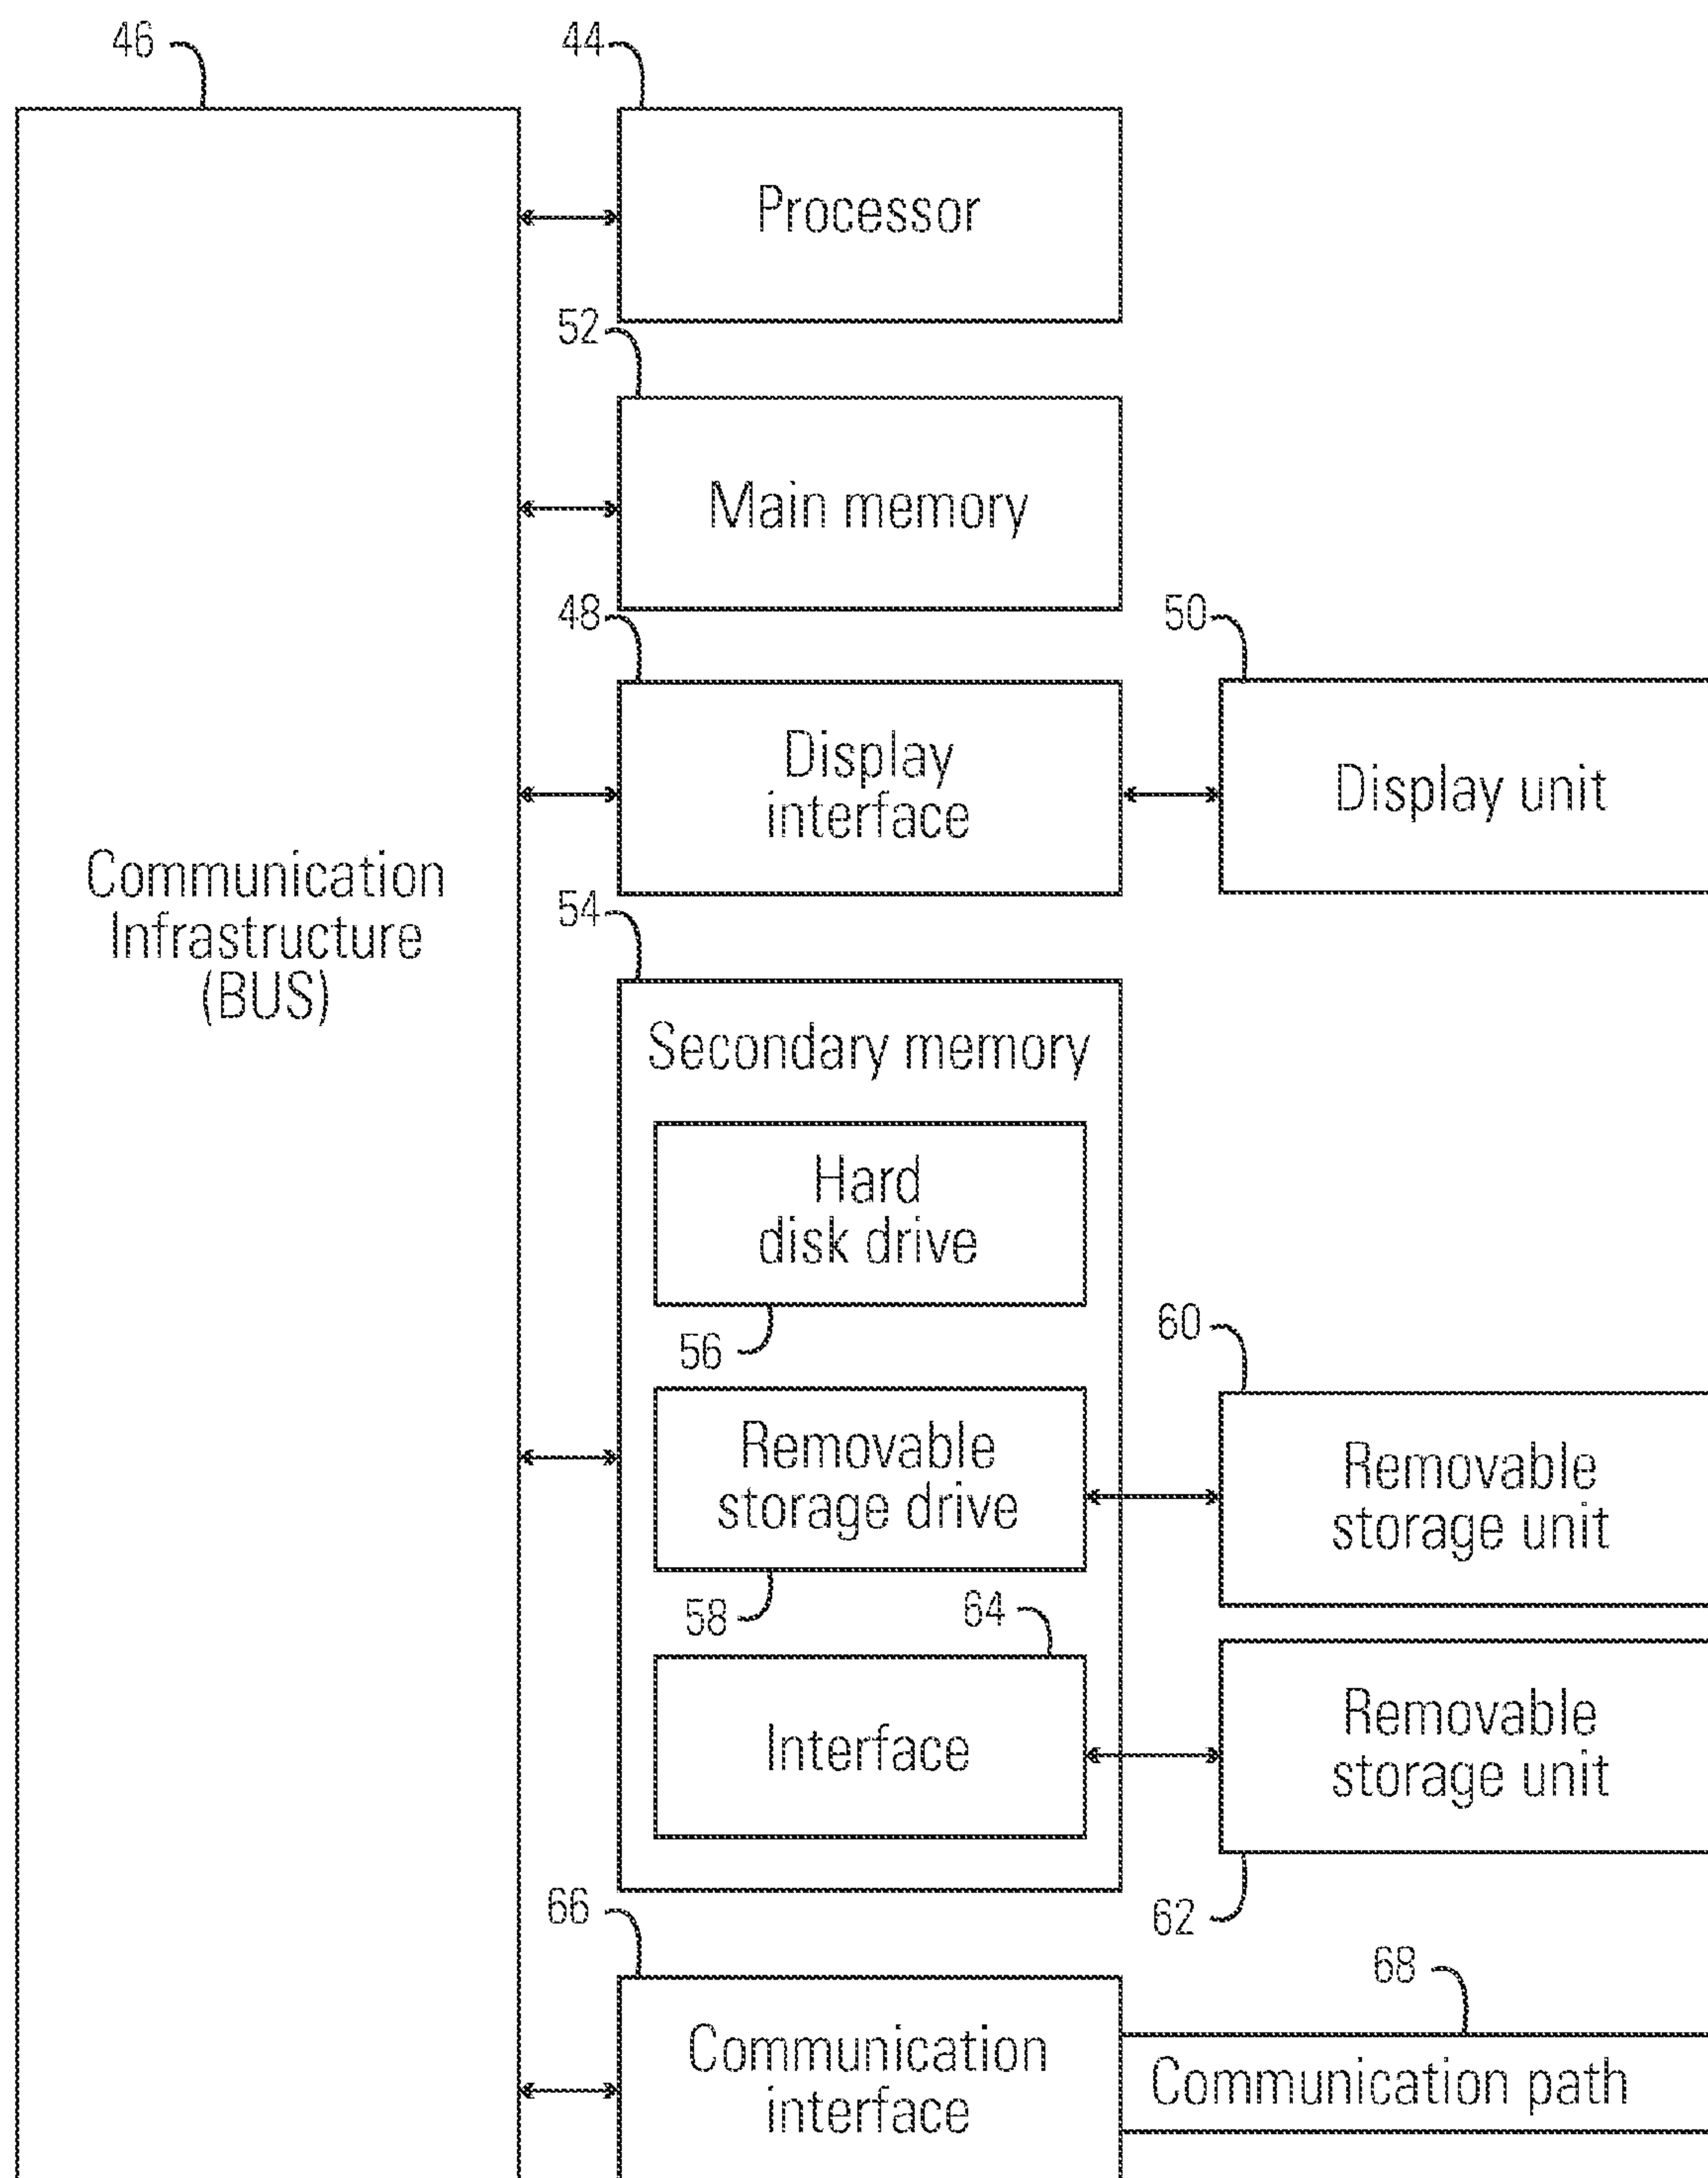 46
44
Processor
52
Main memory
48
50
Display
interface
Display unit
Communication
Infrastructure
(BUS)
54
Secondary memory
Hard
disk drive
56
60
Removable
storage drive
Removable
storage unit
58
64
Interface
Removable
storage unit
62
66
68
Communication
interface
Communication path